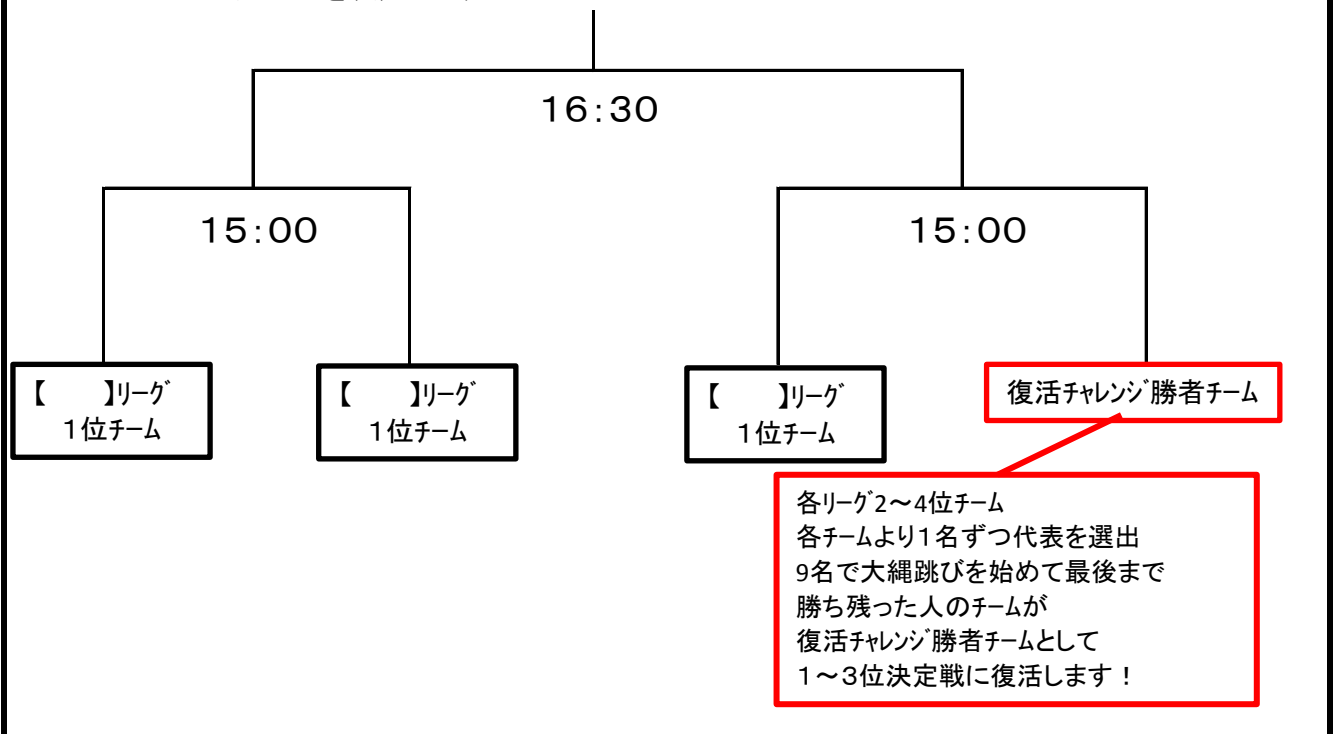 16:30
15:00
15:00
【　　】ﾘｰｸﾞ
1位ﾁｰﾑ
【　　】ﾘｰｸﾞ
1位ﾁｰﾑ
【　　】ﾘｰｸﾞ
1位ﾁｰﾑ
復活ﾁｬﾚﾝｼﾞ勝者ﾁｰﾑ
各ﾘｰｸﾞ2～4位ﾁｰﾑ
各ﾁｰﾑより1名ずつ代表を選出
9名で大縄跳びを始めて最後まで
勝ち残った人のﾁｰﾑが
復活ﾁｬﾚﾝｼﾞ勝者ﾁｰﾑとして
1～3位決定戦に復活します！